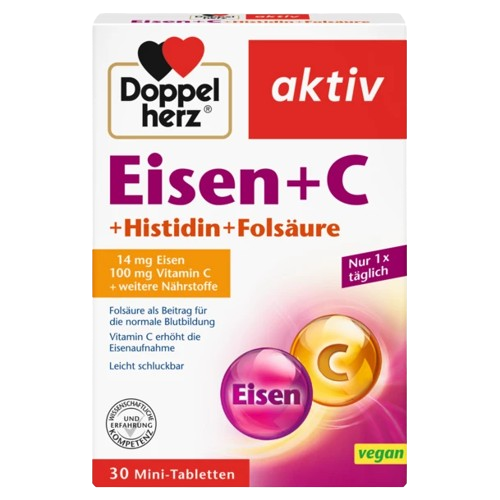 Doppel
herz®
aktiv
Eisen+C
+Histidin+Folsäure
14 mg Eisen
100 mg Vitamin C
+ weitere Nährstoffe
Nur 1x
täglich
Folsäure als Beitrag für
die normale Blutbildung
Vitamin C erhöht die
Eisenaufnahme
Leicht schluckbar
Eisen
C
WISSENSCHAFTLICHE
UND
ERFAHRUNG
KOMPETENZ
vegan
30 Mini-Tabletten